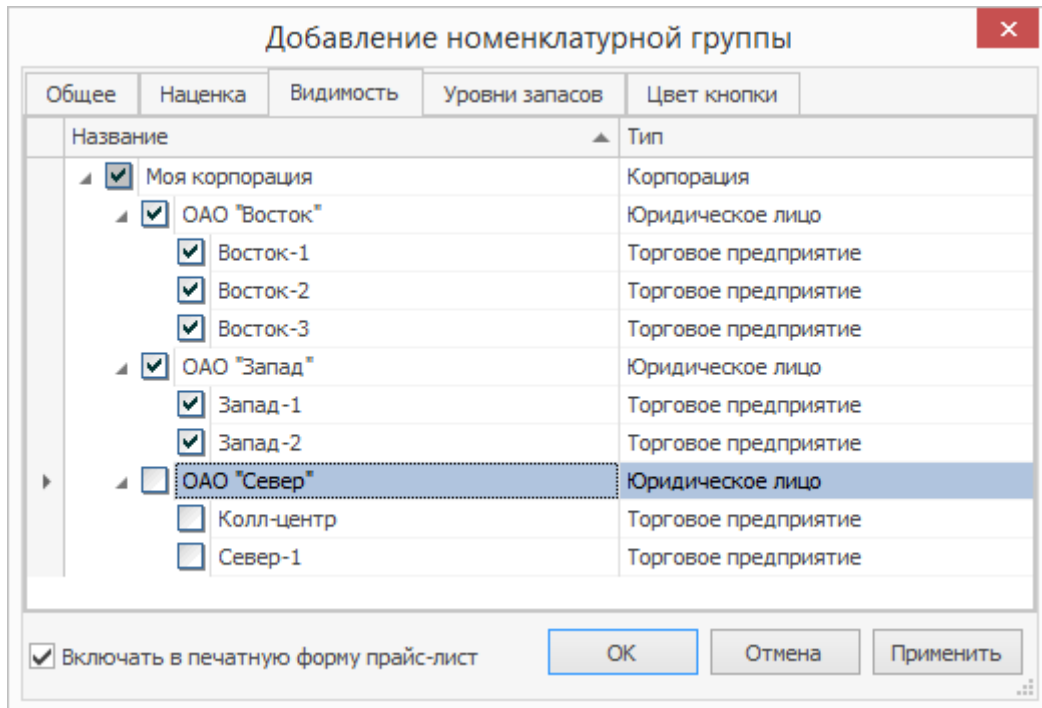 Добавление номенклатурной группы
Общее Наценка Видимость Уровни запасов Цвет кнопки
Название Тип
Моя корпорация Корпорация
ОАО "Восток" Юридическое лицо
Восток-1 Торговое предприятие
Восток-2 Торговое предприятие
Восток-3 Торговое предприятие
ОАО "Запад" Юридическое лицо
Запад-1 Торговое предприятие
Запад-2 Торговое предприятие
ОАО "Север" Юридическое лицо
Колл-центр Торговое предприятие
Север-1 Торговое предприятие
Включать в печатную форму прайс-лист ОК Отмена Применить